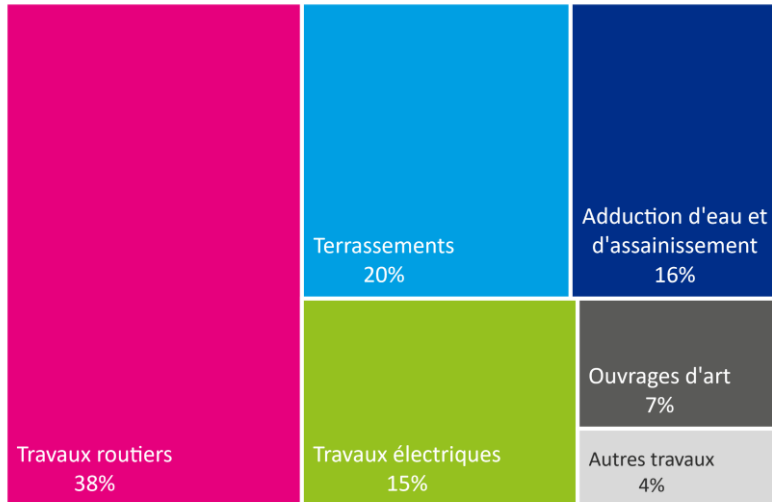 Travaux routiers
38%
Terrassements
20%
Adduction d'eau et
d'assainissement
16%
Travaux électriques
15%
Ouvrages d'art
7%
Autres travaux
4%